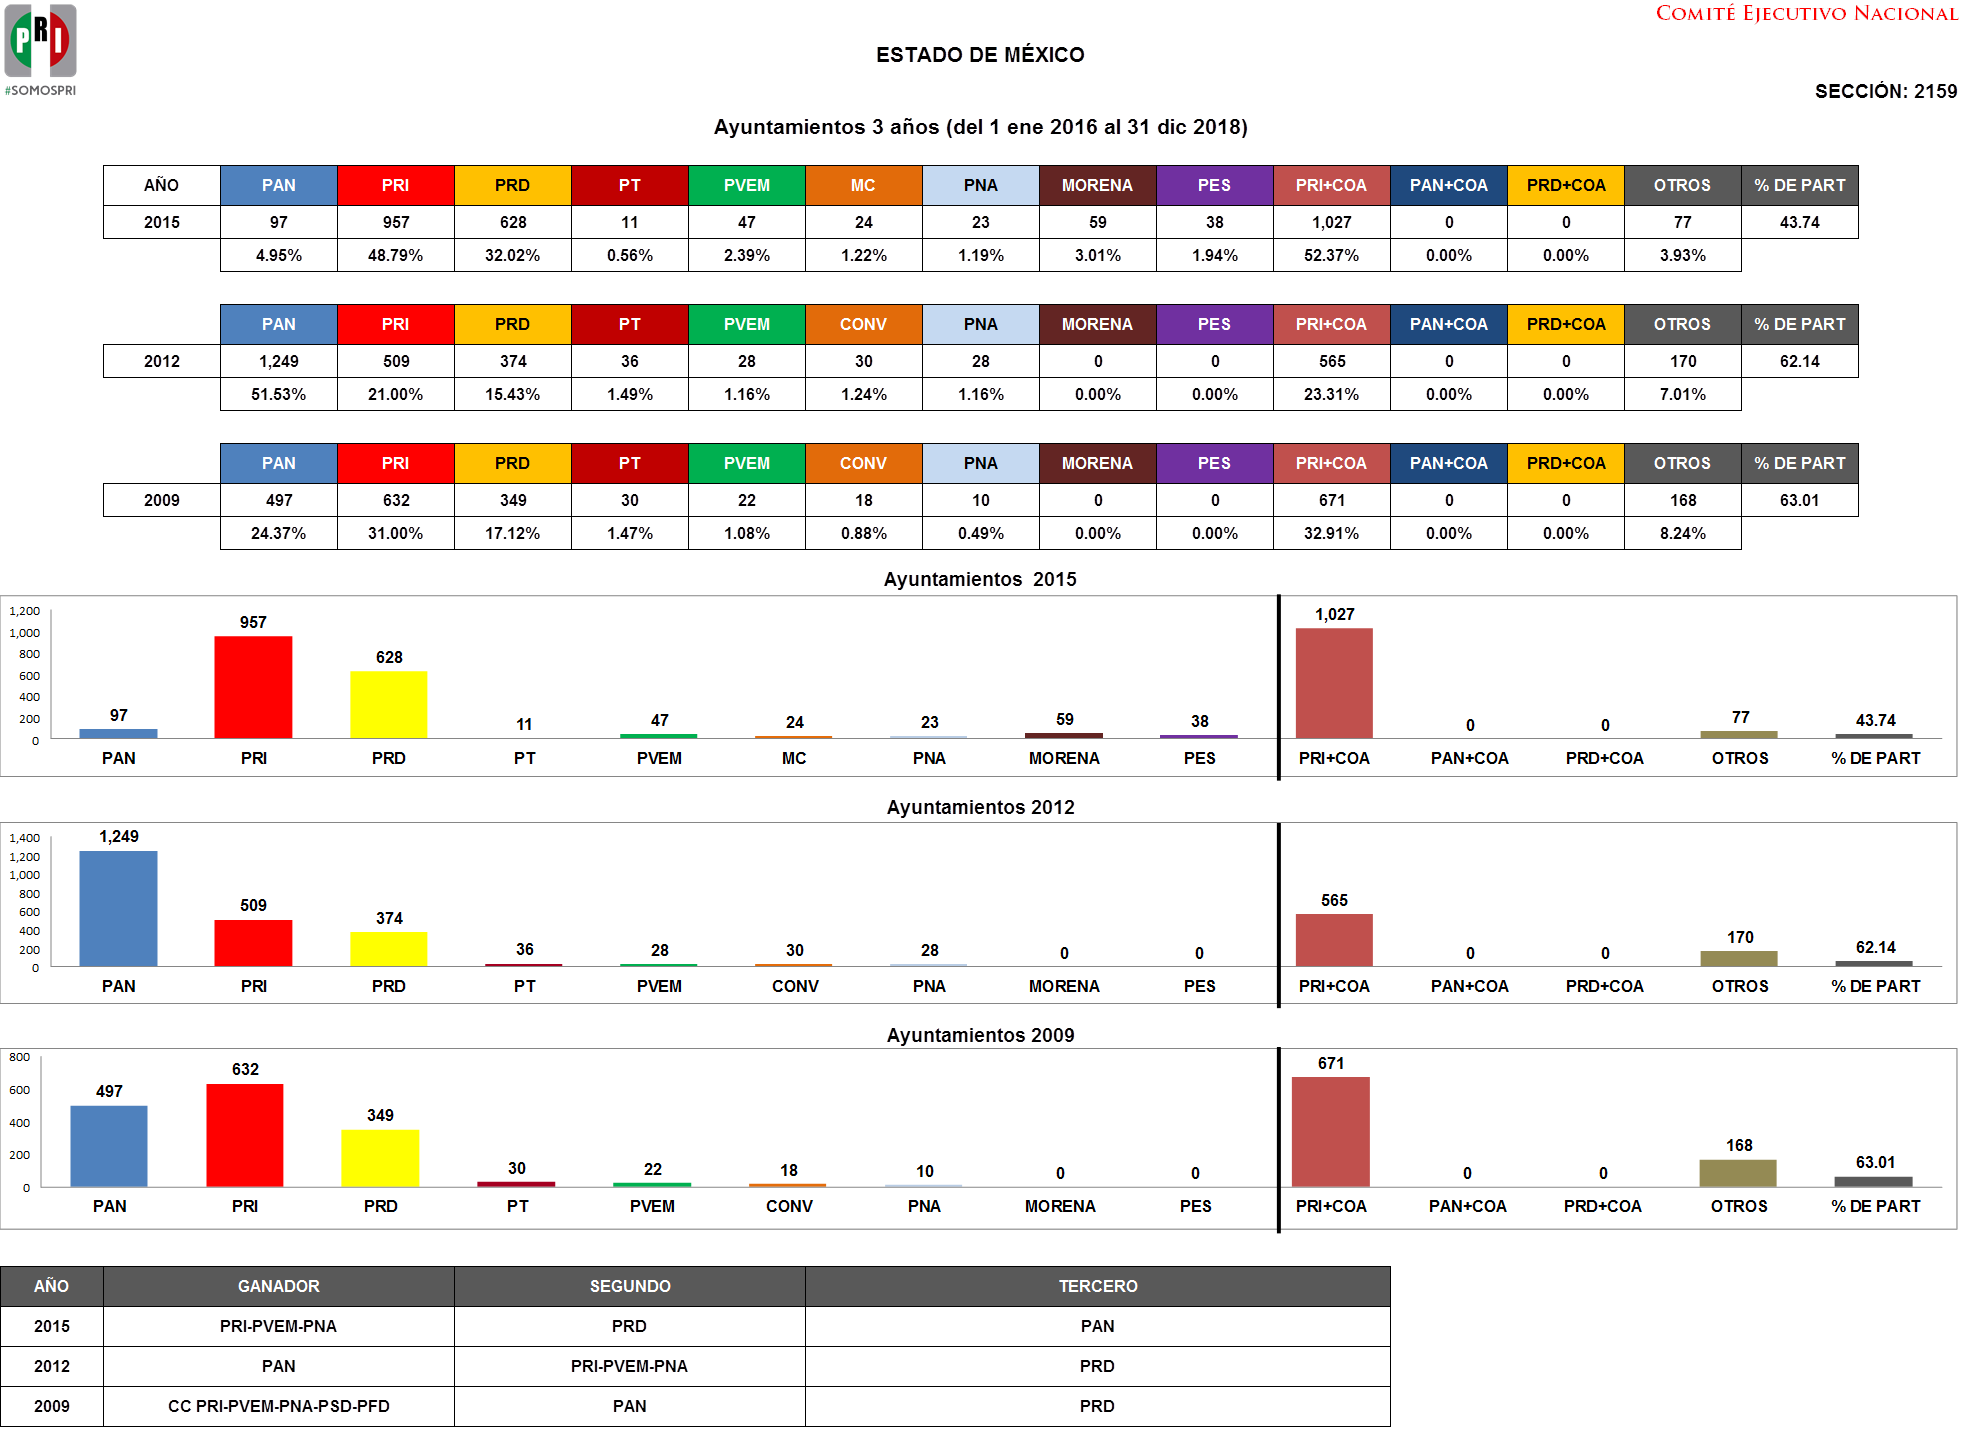 PRI
#SOMOSPRI
COMITÉ EJECUTIVO NACIONAL
ESTADO DE MÉXICO
SECCIÓN: 2159
Ayuntamientos 3 años (del 1 ene 2016 al 31 dic 2018)
AÑO PAN PRI PRD PT PVEM MC PNA MORENA PES PRI+COA PAN+COA PRD+COA OTROS % DE PART
2015 97 957 628 11 47 24 23 59 38 1,027 0 0 77 43.74
4.95% 48.79% 32.02% 0.56% 2.39% 1.22% 1.19% 3.01% 1.94% 52.37% 0.00% 0.00% 3.93%
PAN PRI PRD PT PVEM CONV PNA MORENA PES PRI+COA PAN+COA PRD+COA OTROS % DE PART
2012 1,249 509 374 36 28 30 28 0 0 565 0 0 170 62.14
51.53% 21.00% 15.43% 1.49% 1.16% 1.24% 1.16% 0.00% 0.00% 23.31% 0.00% 0.00% 7.01%
PAN PRI PRD PT PVEM CONV PNA MORENA PES PRI+COA PAN+COA PRD+COA OTROS % DE PART
2009 497 632 349 30 22 18 10 0 0 671 0 0 168 63.01
24.37% 31.00% 17.12% 1.47% 1.08% 0.88% 0.49% 0.00% 0.00% 32.91% 0.00% 0.00% 8.24%
Ayuntamientos 2015
1,200
1,000
800
600
400
200
0
97 957 628 11 47 24 23 59 38 1,027 0 0 77 43.74
PAN PRI PRD PT PVEM MC PNA MORENA PES PRI+COA PAN+COA PRD+COA OTROS % DE PART
Ayuntamientos 2012
1,400
1,200
1,000
800
600
400
200
0
1,249 509 374 36 28 30 28 0 0 565 0 0 170 62.14
PAN PRI PRD PT PVEM CONV PNA MORENA PES PRI+COA PAN+COA PRD+COA OTROS % DE PART
Ayuntamientos 2009
800
600
400
200
0
497 632 349 30 22 18 10 0 0 671 0 0 168 63.01
PAN PRI PRD PT PVEM CONV PNA MORENA PES PRI+COA PAN+COA PRD+COA OTROS % DE PART
AÑO GANADOR SEGUNDO TERCERO
2015 PRI-PVEM-PNA PRD PAN
2012 PAN PRI-PVEM-PNA PRD
2009 CC PRI-PVEM-PNA-PSD-PFD PAN PRD